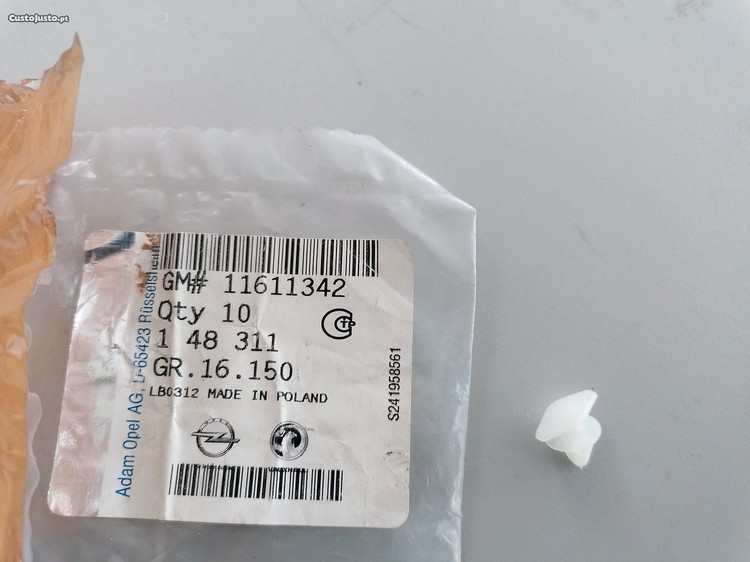 CustoJusto.pt
GM# 11611342
Qty 10
1 48 311
GR.16.150
LB0312 MADE IN POLAND
Adam Opel AG, D-65423 Rüsselsheim
S241958561